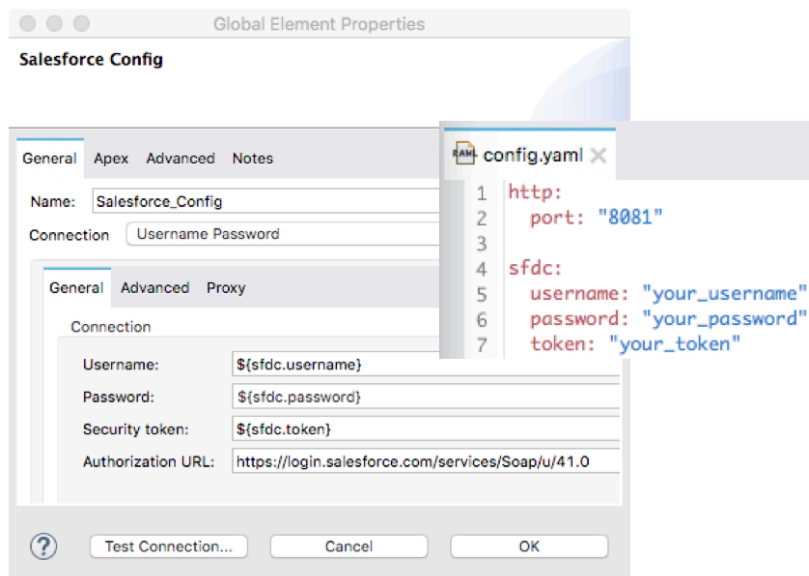 Global Element Properties
Salesforce Config
General Apex Advanced Notes
Name: Salesforce_Config
Connection Username Password
General Advanced Proxy
Connection
Username: ${sfdc.username}
Password: ${sfdc.password}
Security token: ${sfdc.token}
Authorization URL: https://login.salesforce.com/services/Soap/u/41.0
? Test Connection... Cancel OK
RAML config.yaml
1 http:
2 port: "8081"
3
4 sfdc:
5 username: "your_username"
6 password: "your_password"
7 token: "your_token"